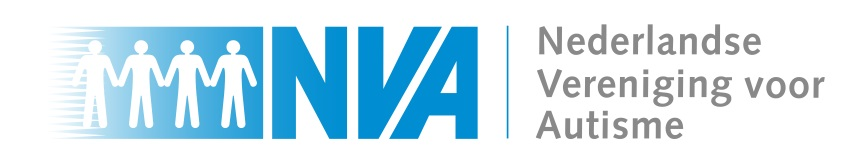 NVA
Nederlandse
Vereniging voor
Autisme